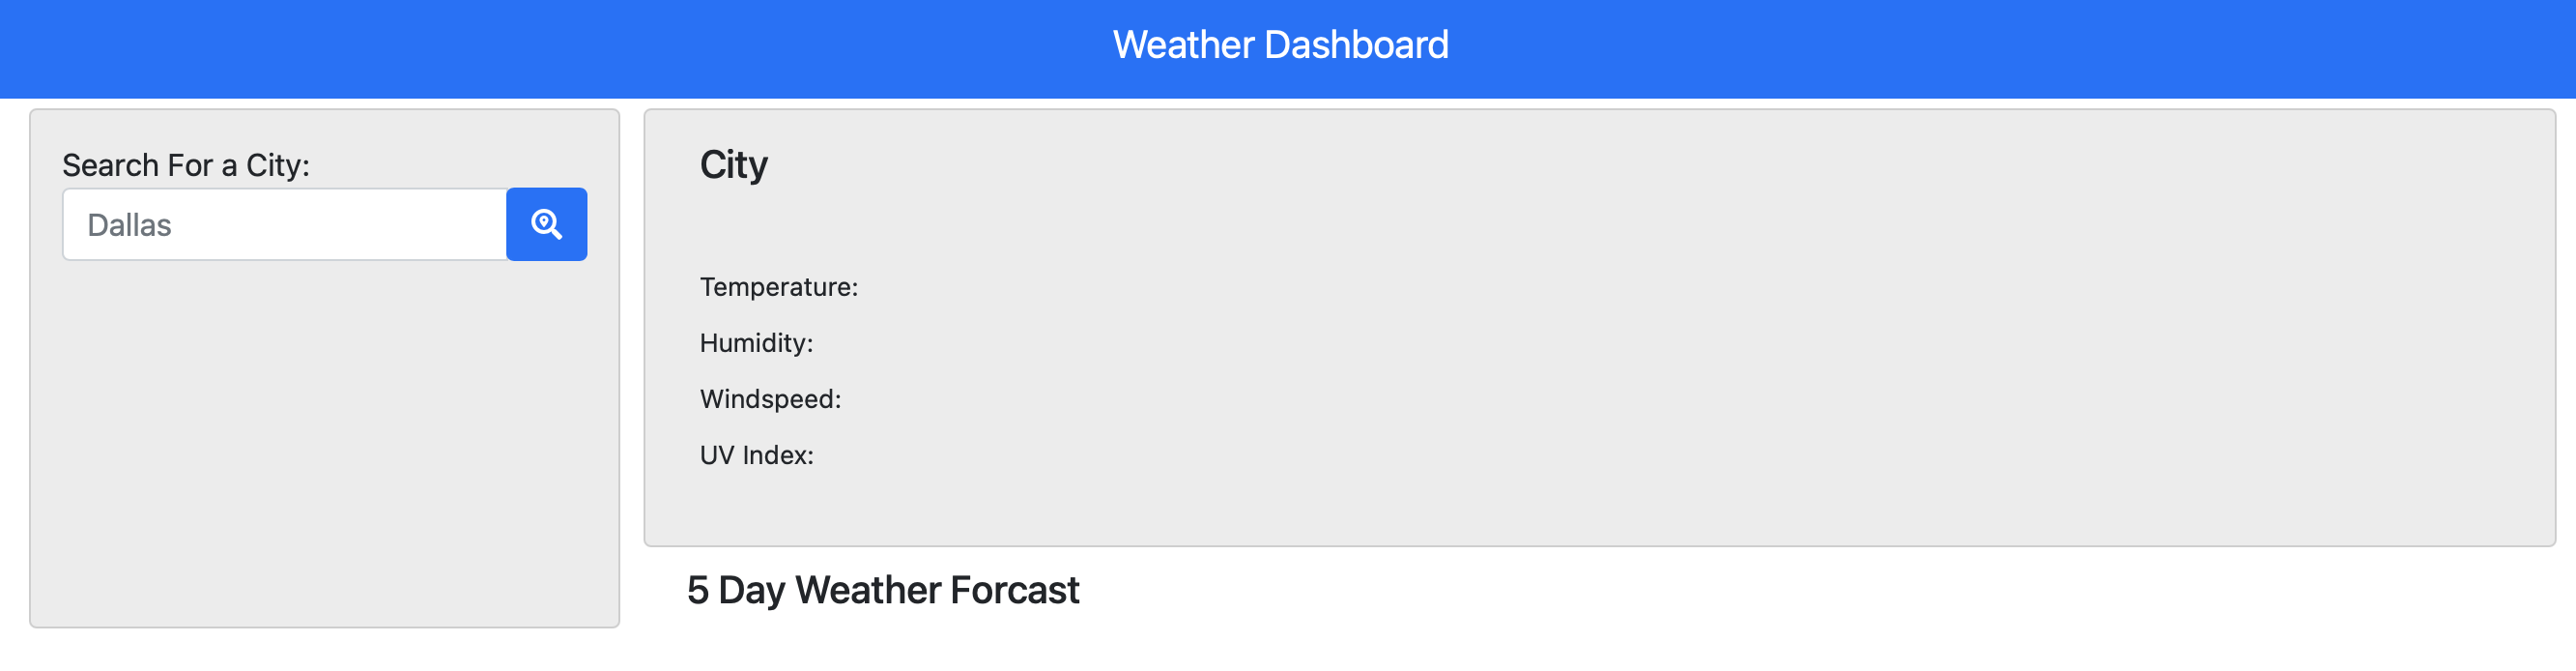 Weather Dashboard
Search For a City:
Dallas
City
Temperature:
Humidity:
Windspeed:
UV Index:
5 Day Weather Forcast